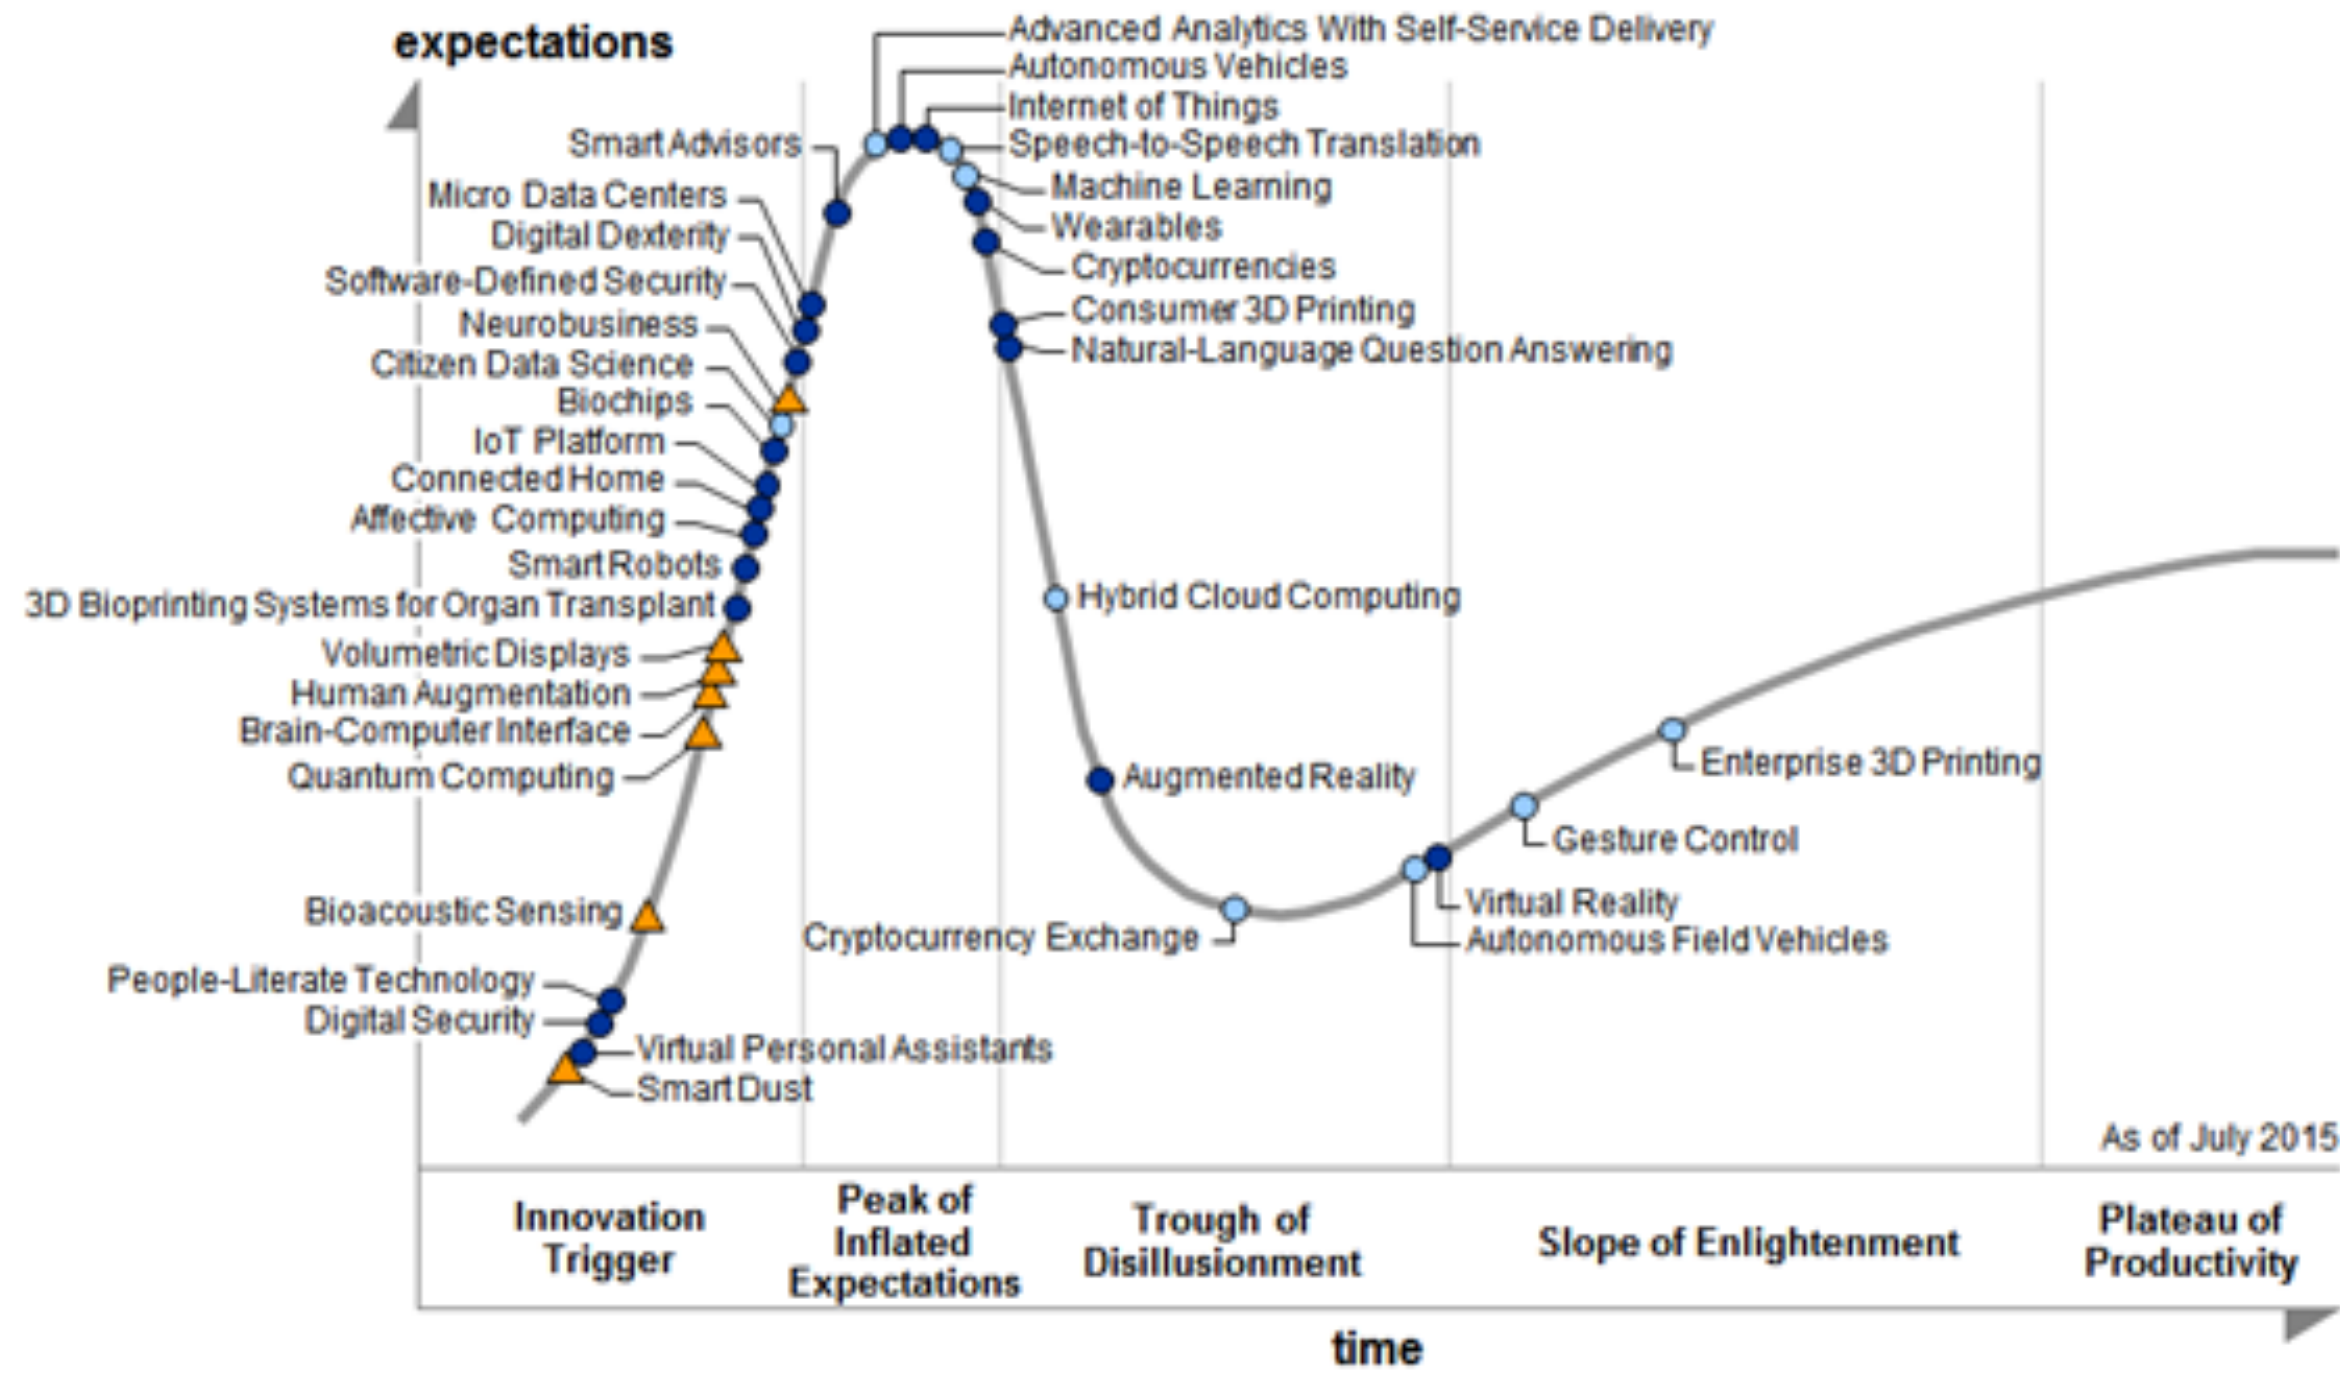 expectations
Advanced Analytics With Self-Service Delivery
Autonomous Vehicles
Internet of Things
Speech-to-Speech Translation
Machine Learning
Wearables
Cryptocurrencies
Consumer 3D Printing
Natural-Language Question Answering
Smart Advisors
Micro Data Centers
Digital Dexterity
Software-Defined Security
Neurobusiness
Citizen Data Science
Biochips
IoT Platform
Connected Home
Affective Computing
Smart Robots
3D Bioprinting Systems for Organ Transplant
Volumetric Displays
Human Augmentation
Brain-Computer Interface
Quantum Computing
Bioacoustic Sensing
People-Literate Technology
Digital Security
Virtual Personal Assistants
Smart Dust
Hybrid Cloud Computing
Augmented Reality
Cryptocurrency Exchange
Enterprise 3D Printing
Gesture Control
Virtual Reality
Autonomous Field Vehicles
As of July 2015
Innovation
Trigger
Peak of
Inflated
Expectations
Trough of
Disillusionment
Slope of Enlightenment
Plateau of
Productivity
time